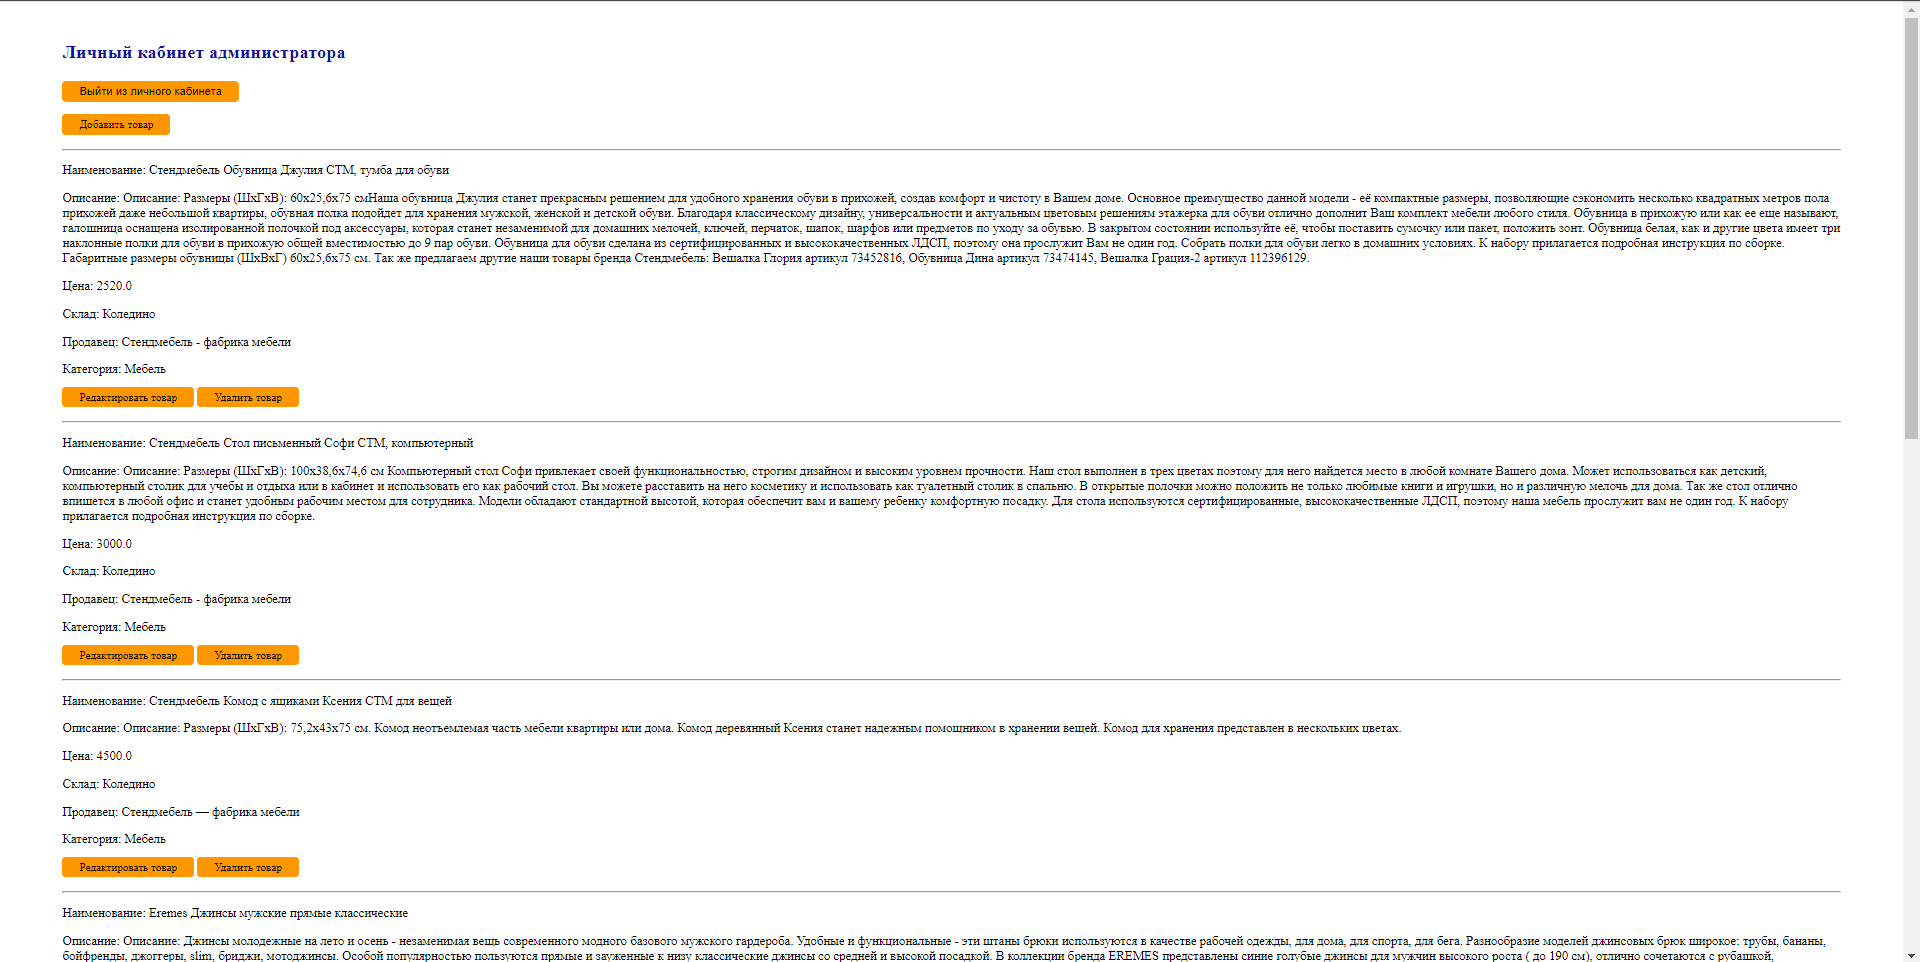 Личный кабинет администратора
Выйти из личного кабинета
Добавить товар
Наименование: Стендмебель Обувница Джулия СТМ, тумба для обуви
Описание: Описание: Размеры (ШхГхВ): 60х25,6х75 смНаша обувница Джулия станет прекрасным решением для удобного хранения обуви в прихожей, создав комфорт и чистоту в Вашем доме. Основное преимущество данной модели - её компактные размеры, позволяющие сэкономить несколько квадратных метров пола
прихожей даже небольшой квартиры, обувная полка подойдет для хранения мужской, женской и детской обуви. Благодаря классическому дизайну, универсальности и актуальным цветовым решениям этажерка для обуви отлично дополнит Ваш комплект мебели любого стиля. Обувница в прихожую или как ее еще называют,
галошница оснащена изолированной полочкой под аксессуары, которая станет незаменимой для домашних мелочей, ключей, перчаток, шапок, шарфов или предметов по уходу за обувью. В закрытом состоянии используйте её, чтобы поставить сумочку или пакет, положить зонт. Обувница белая, как и другие цвета имеет три
наклонные полки для обуви в прихожую общей вместимостью до 9 пар обуви. Обувница для обуви сделана из сертифицированных и высококачественных ЛДСП, поэтому она прослужит Вам не один год. Собрать полки для обуви легко в домашних условиях. К набору прилагается подробная инструкция по сборке.
Габаритные размеры обувницы (ШхВхГ) 60х25,6х75 см. Так же предлагаем другие наши товары бренда Стендмебель: Вешалка Глория артикул 73452816, Обувница Дина артикул 73474145, Вешалка Грация-2 артикул 112396129.
Цена: 2520.0
Склад: Коледино
Продавец: Стендмебель - фабрика мебели
Категория: Мебель
Редактировать товар Удалить товар
Наименование: Стендмебель Стол письменный Софи СТМ, компьютерный
Описание: Описание: Размеры (ШхГхВ): 100х38,6х74,6 см Компьютерный стол Софи привлекает своей функциональностью, строгим дизайном и высоким уровнем прочности. Наш стол выполнен в трех цветах поэтому для него найдется место в любой комнате Вашего дома. Может использоваться как детский,
компьютерный столик для учебы и отдыха или в кабинет и использовать его как рабочий стол. Вы можете расставить на него косметику и использовать как туалетный столик в спальню. В открытые полочки можно положить не только любимые книги и игрушки, но и различную мелочь для дома. Так же стол отлично
впишется в любой офис и станет удобным рабочим местом для сотрудника. Модели обладают стандартной высотой, которая обеспечит вам и вашему ребенку комфортную посадку. Для стола используются сертифицированные, высококачественные ЛДСП, поэтому наша мебель прослужит вам не один год. К набору
прилагается подробная инструкция по сборке.
Цена: 3000.0
Склад: Коледино
Продавец: Стендмебель - фабрика мебели
Категория: Мебель
Редактировать товар Удалить товар
Наименование: Стендмебель Комод с ящиками Ксения СТМ для вещей
Описание: Описание: Размеры (ШхГхВ): 75,2х43х75 см. Комод неотъемлемая часть мебели квартиры или дома. Комод деревянный Ксения станет надежным помощником в хранении вещей. Комод для хранения представлен в нескольких цветах.
Цена: 4500.0
Склад: Коледино
Продавец: Стендмебель — фабрика мебели
Категория: Мебель
Редактировать товар Удалить товар
Наименование: Eremes Джинсы мужские прямые классические
Описание: Описание: Джинсы молодежные на лето и осень - незаменимая вещь современного модного базового мужского гардероба. Удобные и функциональные - эти штаны брюки используются в качестве рабочей одежды, для дома, для спорта, для бега. Разнообразие моделей джинсовых брюк широкое: трубы, бананы,
бойфренды, джоггеры, slim, бриджи, мотоджинсы. Особой популярностью пользуются прямые и зауженные к низу классические джинсы со средней и высокой посадкой. В коллекции бренда EREMES представлены синие голубые джинсы для мужчин высокого роста ( до 190 см), отлично сочетаются с рубашкой,